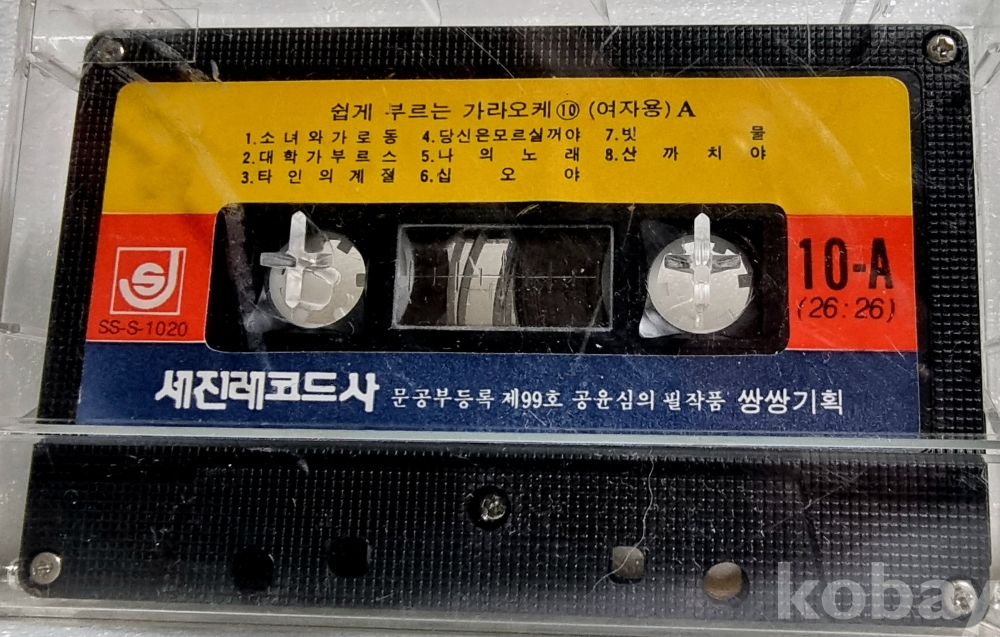 쉽게 부르는 가라오케⑩ (여자용) A
1.소녀와가로등 4.당신은모르실꺼야 7.빗 물
2.대학가부르스 5.나의노래 8.산까치야
3.타인의계절 6.십오야
SJ
SS-S-1020
10-A
(26:26)
세진레코드사 문공부등록 제99호 공윤심의 필작품 쌍쌍기획
kobay